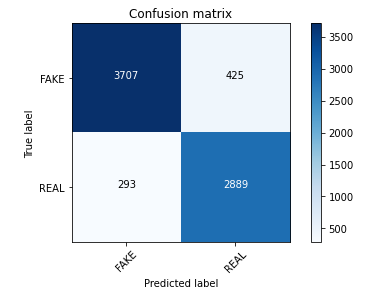 Confusion matrix
FAKE
3707
425
REAL
293
2889
True label
FAKE
REAL
Predicted label
3500
3000
2500
2000
1500
1000
500